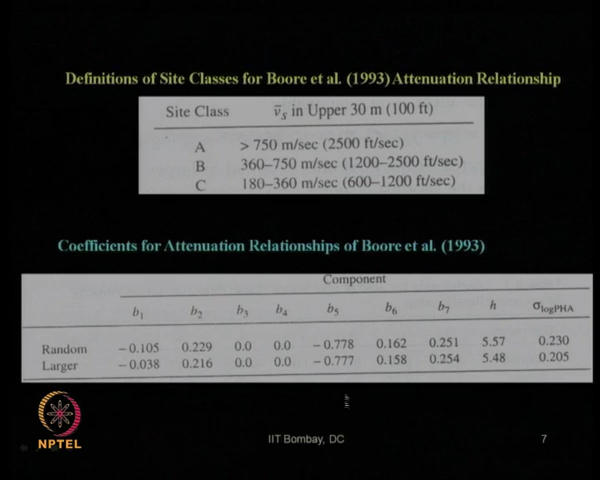 Definitions of Site Classes for Boore et al. (1993) Attenuation Relationship
Site Class v̄s in Upper 30 m (100 ft)
A > 750 m/sec (2500 ft/sec)
B 360–750 m/sec (1200–2500 ft/sec)
C 180–360 m/sec (600–1200 ft/sec)
Coefficients for Attenuation Relationships of Boore et al. (1993)
Component
b1 b2 b3 b4 b5 b6 b7 h σlogPHA
Random − 0.105 0.229 0.0 0.0 − 0.778 0.162 0.251 5.57 0.230
Larger − 0.038 0.216 0.0 0.0 − 0.777 0.158 0.254 5.48 0.205
NPTEL
IIT Bombay, DC
7